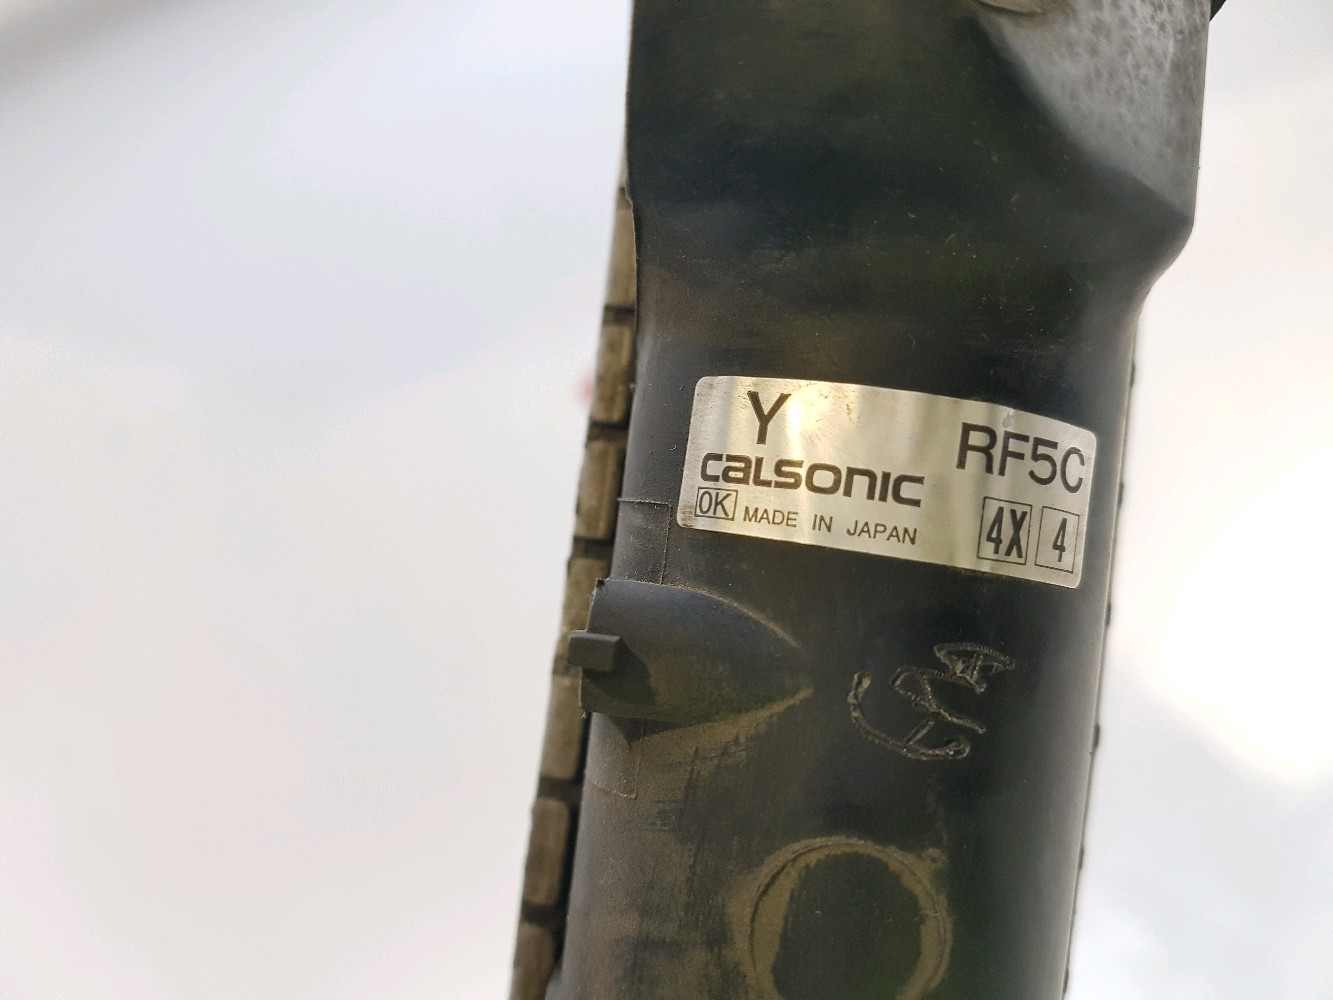 Y RF5C
CALSONIC
OK MADE IN JAPAN 4X 4